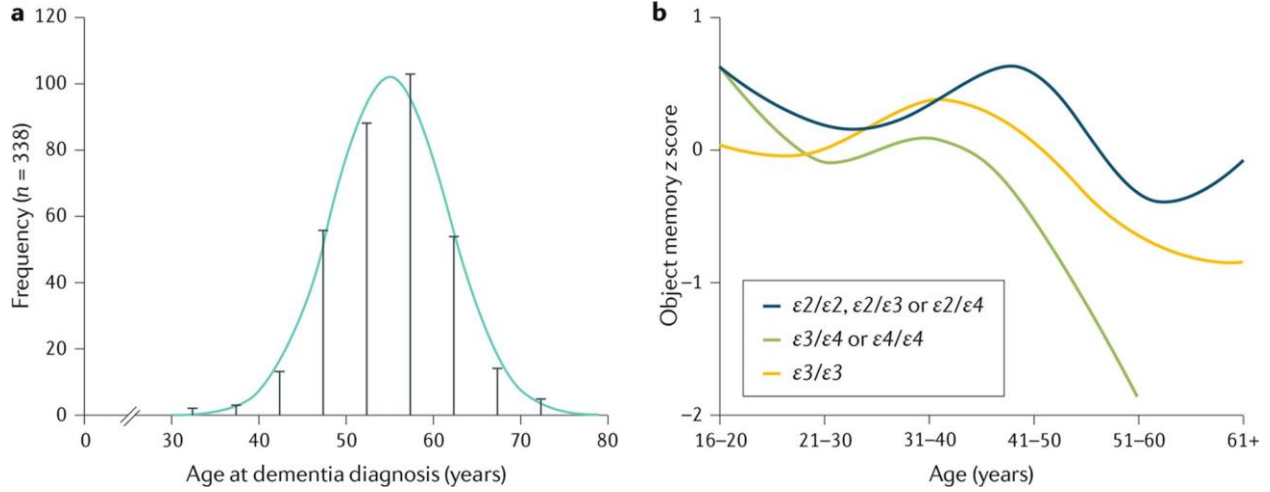 a
120
100
80
60
40
20
0
Frequency (n = 338)
0 30 40 50 60 70 80
Age at dementia diagnosis (years)
b
1
0
−1
−2
Object memory z score
ε2/ε2, ε2/ε3 or ε2/ε4
ε3/ε4 or ε4/ε4
ε3/ε3
16–20 21–30 31–40 41–50 51–60 61+
Age (years)